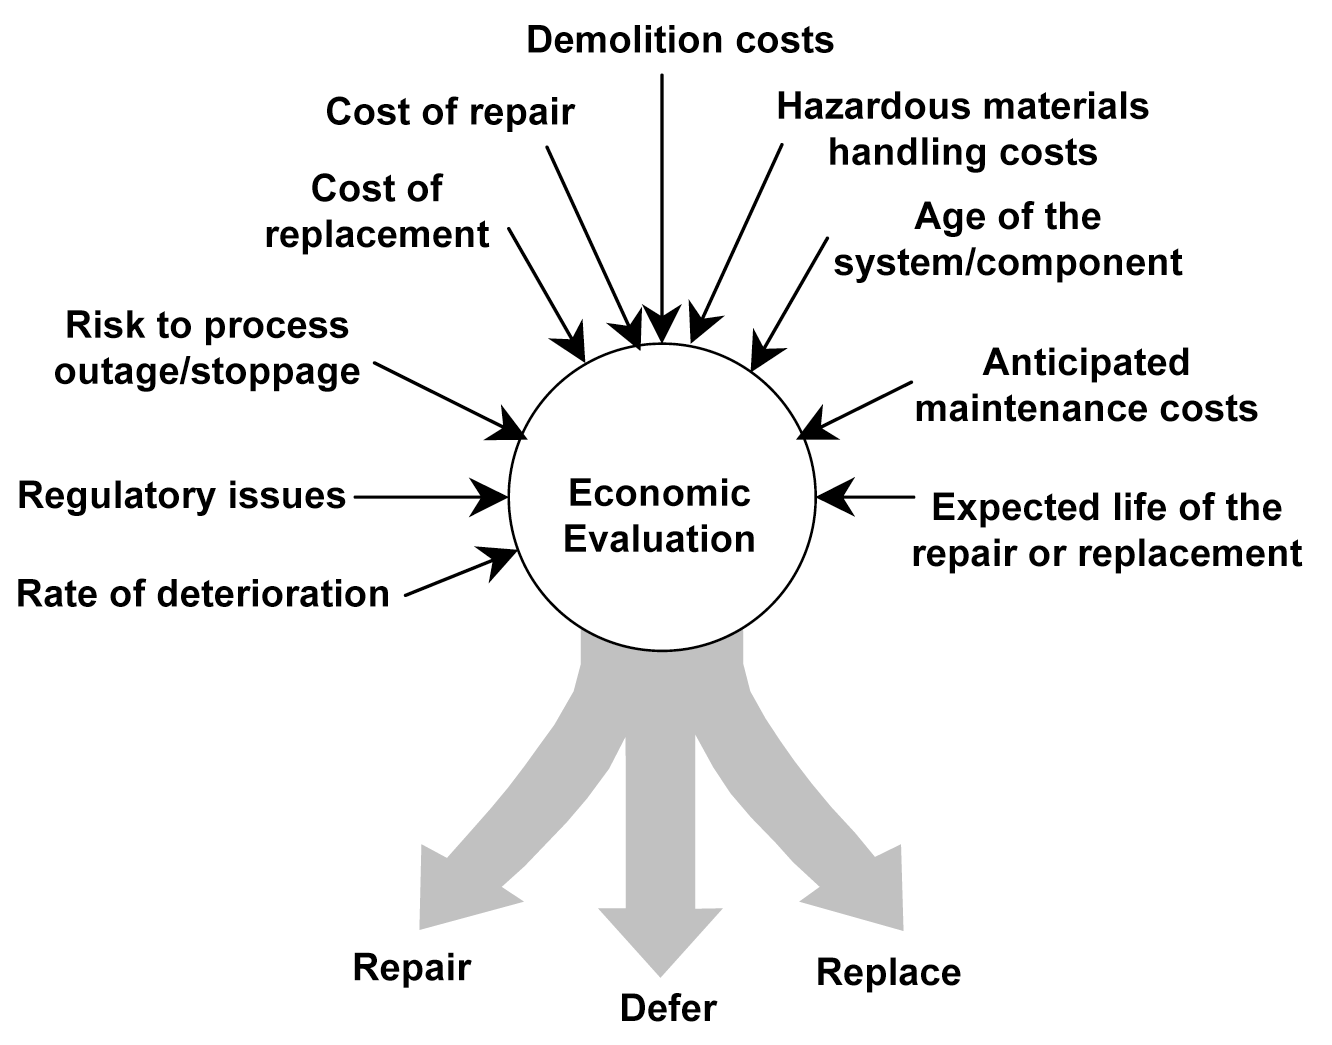 Demolition costs
Cost of repair
Hazardous materials
handling costs
Cost of
replacement
Age of the
system/component
Risk to process
outage/stoppage
Anticipated
maintenance costs
Regulatory issues
Economic
Evaluation
Expected life of the
repair or replacement
Rate of deterioration
Repair
Defer
Replace